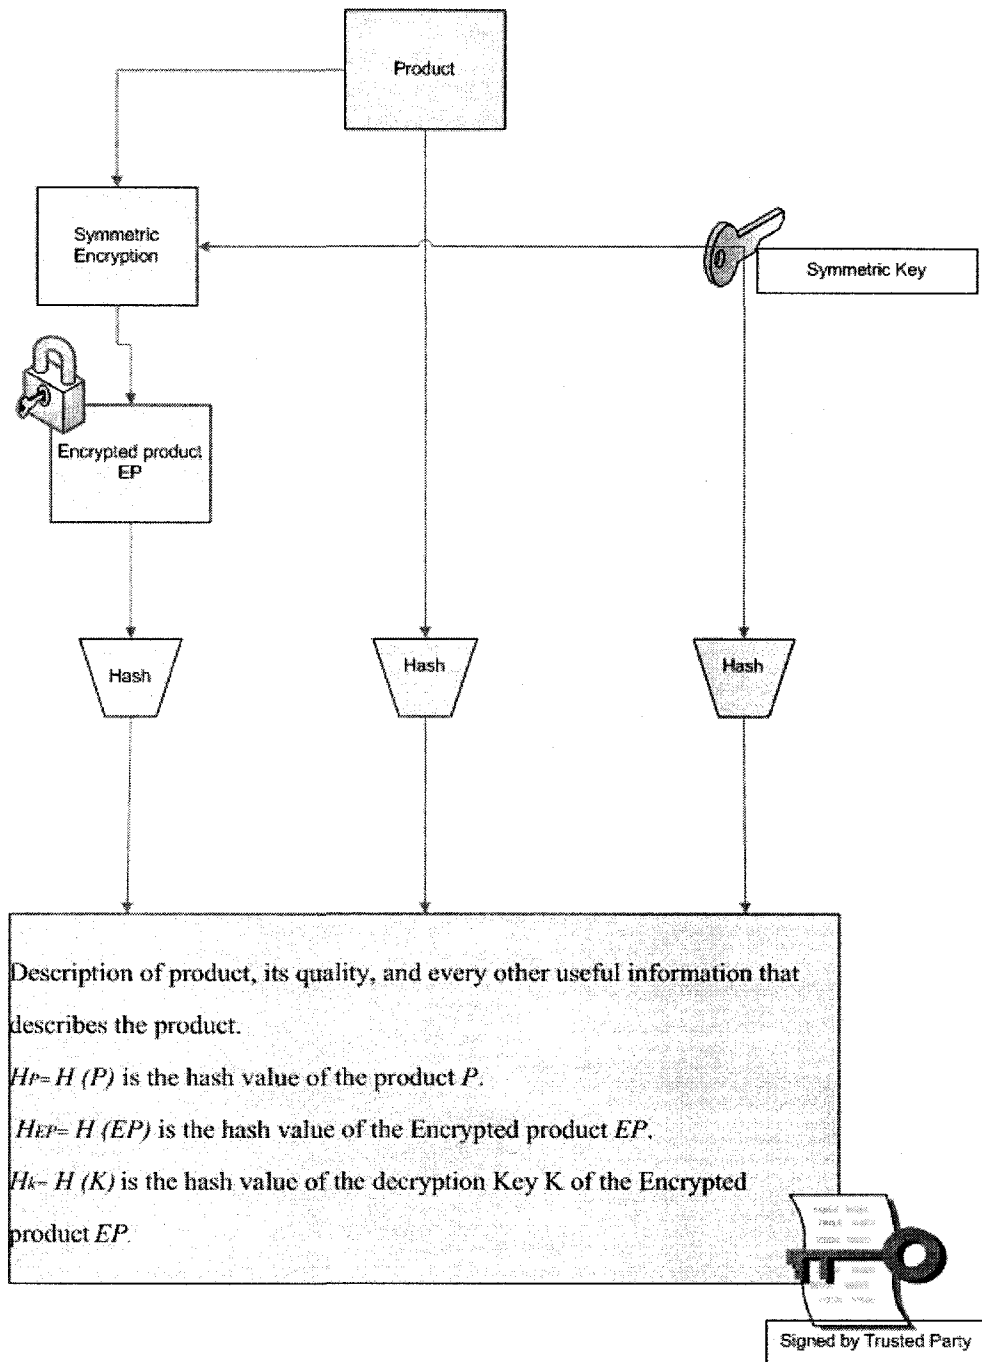 Product
Symmetric
Encryption
Symmetric Key
Encrypted product
EP
Hash
Hash
Hash
Description of product, its quality, and every other useful information that
describes the product.
HP= H (P) is the hash value of the product P.
HEP= H (EP) is the hash value of the Encrypted product EP.
Hk= H (K) is the hash value of the decryption Key K of the Encrypted
product EP.
Signed by Trusted Party